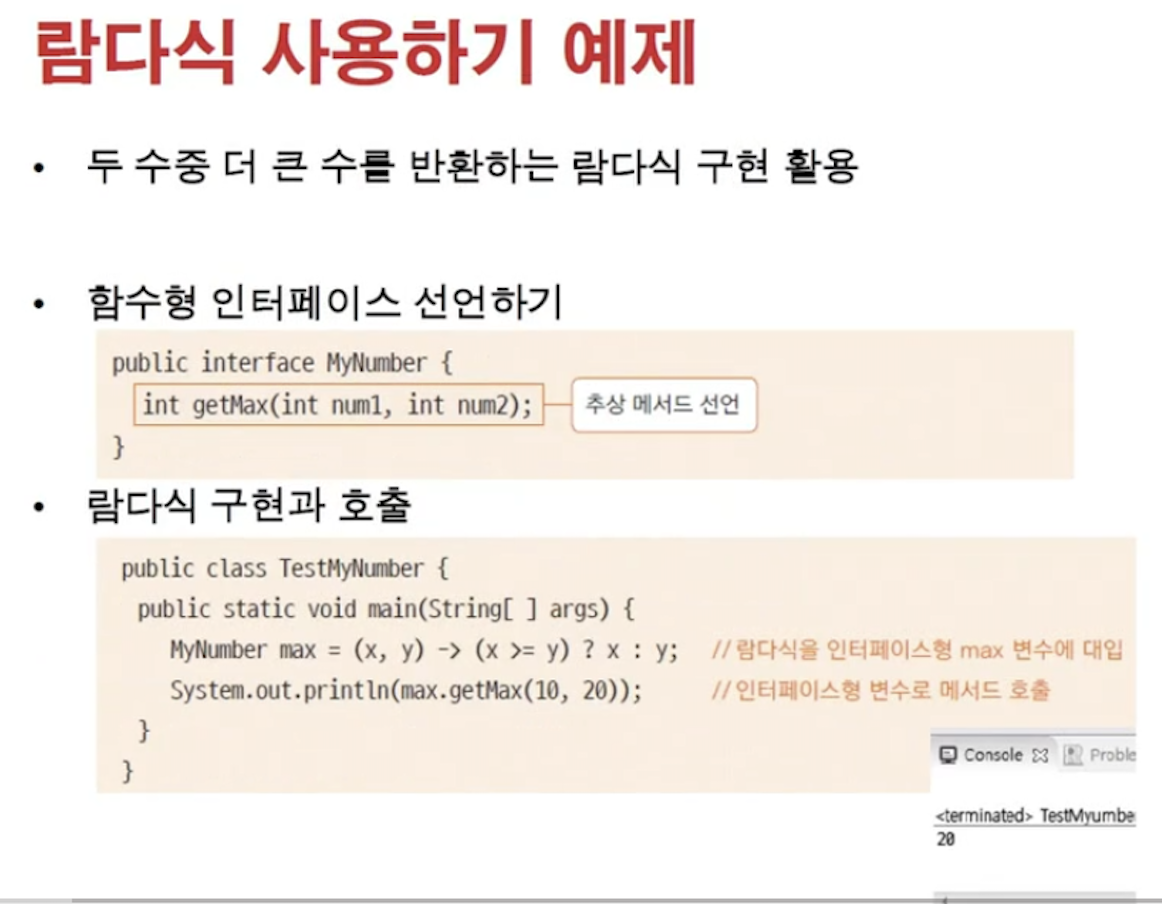 람다식 사용하기 예제
• 두 수중 더 큰 수를 반환하는 람다식 구현 활용
• 함수형 인터페이스 선언하기
public interface MyNumber {
int getMax(int num1, int num2);
추상 메서드 선언
}
• 람다식 구현과 호출
public class TestMyNumber {
public static void main(String[ ] args) {
MyNumber max = (x, y) -> (x >= y) ? x : y; //람다식을 인터페이스형 max 변수에 대입
System.out.println(max.getMax(10, 20)); //인터페이스형 변수로 메서드 호출
}
}
Console Proble
<terminated> TestMyumbe
20